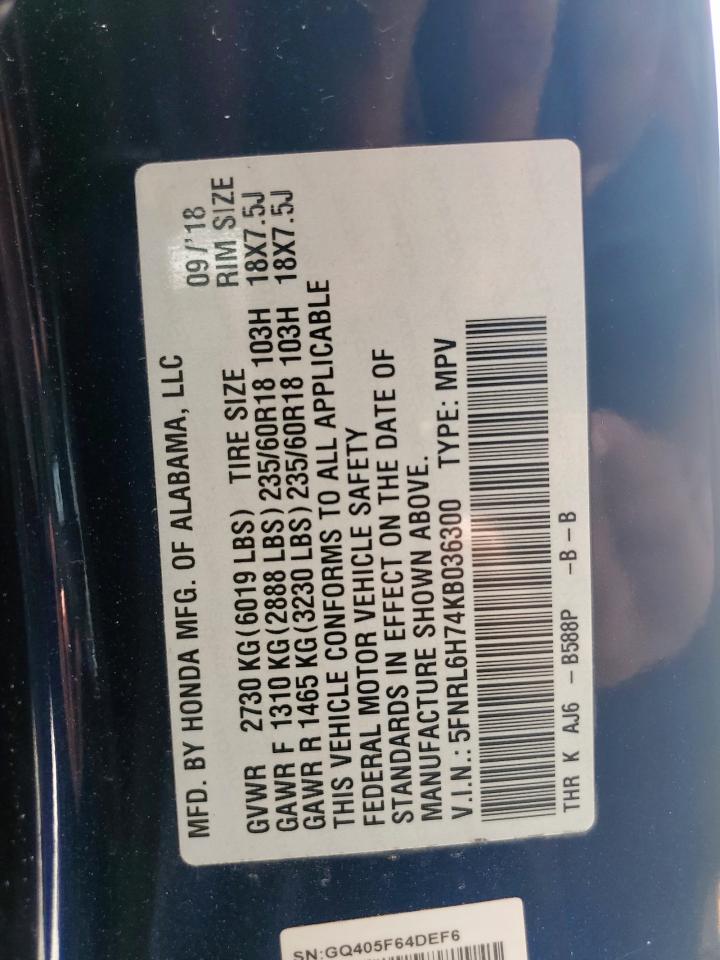 MFD. BY HONDA MFG. OF ALABAMA, LLC 09/'18
GVWR 2730 KG(6019 LBS) TIRE SIZE RIM SIZE
GAWR F 1310 KG(2888 LBS)235/60R18 103H 18X7.5J
GAWR R 1465 KG(3230 LBS)235/60R18 103H 18X7.5J
THIS VEHICLE CONFORMS TO ALL APPLICABLE
FEDERAL MOTOR VEHICLE SAFETY
STANDARDS IN EFFECT ON THE DATE OF
MANUFACTURE SHOWN ABOVE.
V.I.N.: 5FNRL6H74KB036300 TYPE: MPV
THR K AJ6 -B588P -B-B
SN:GQ405F64DEF6